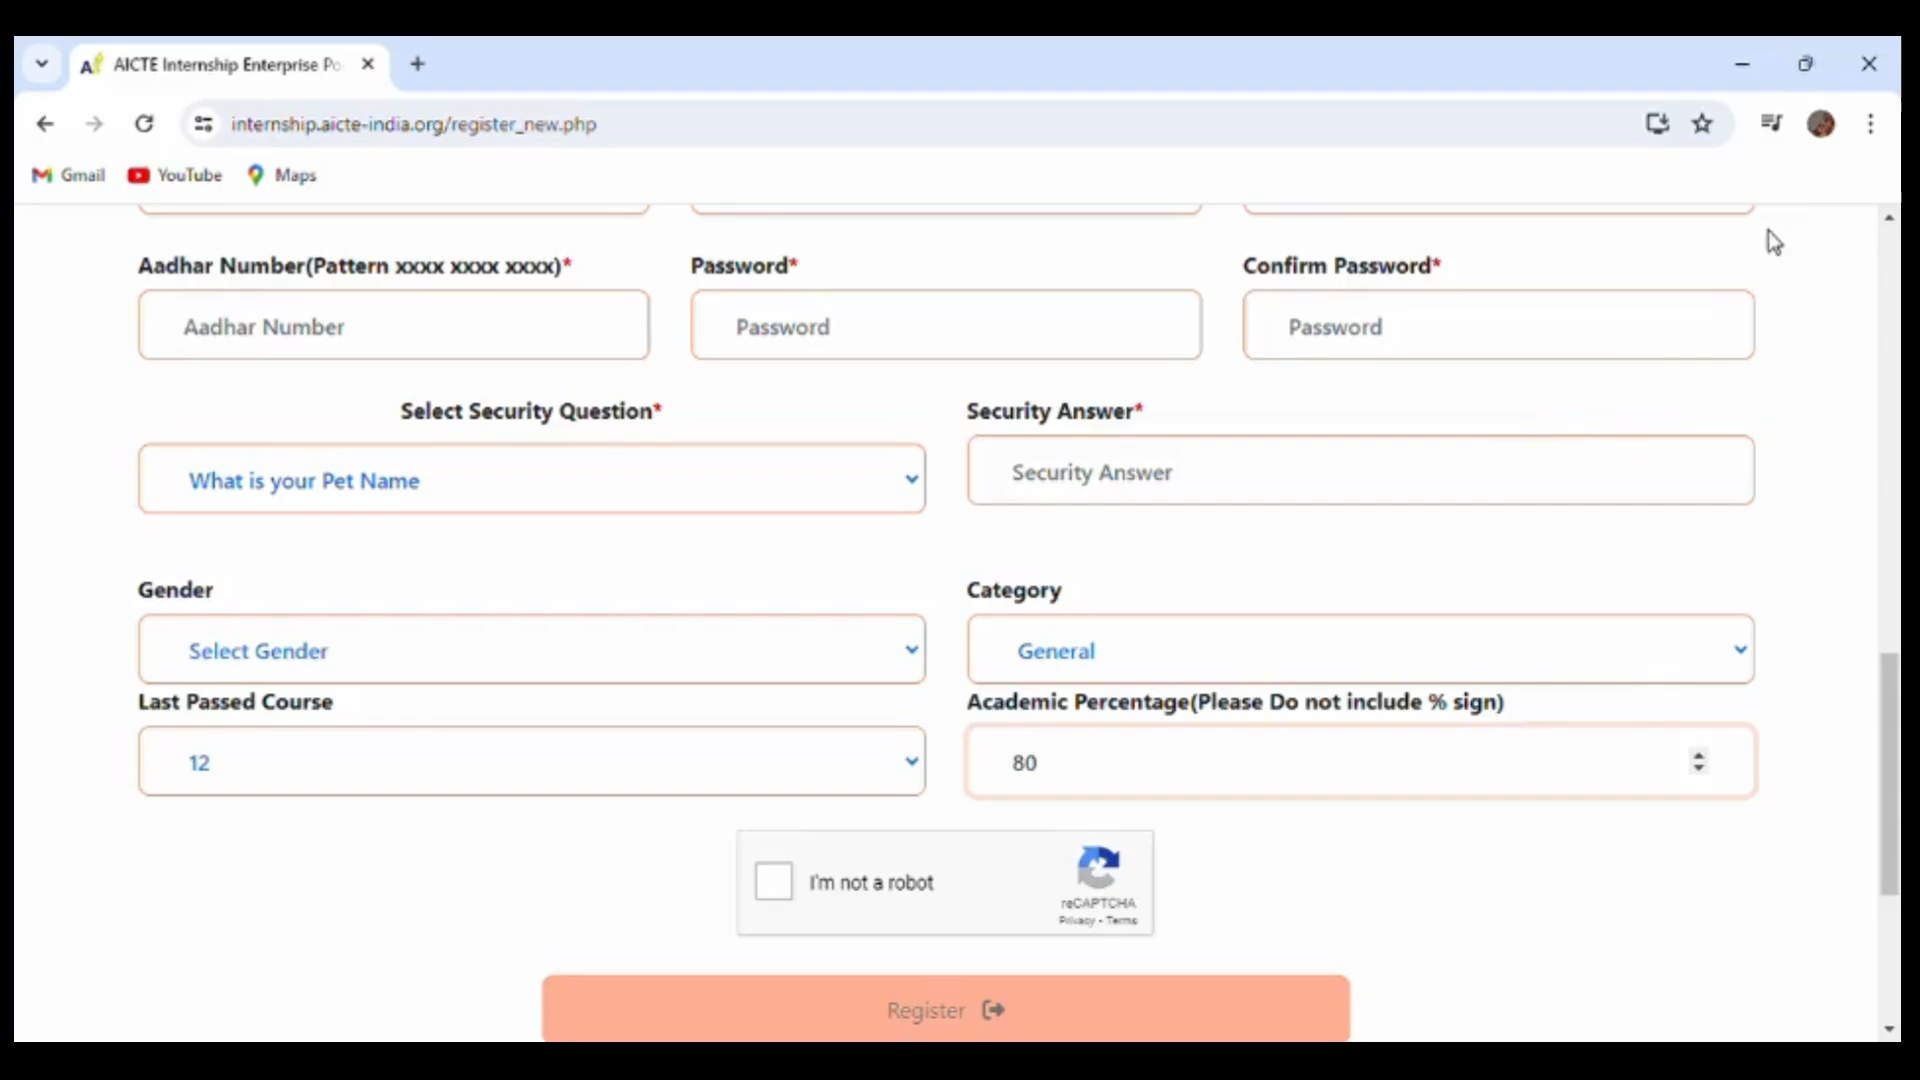 AICTE Internship Enterprise Po
internship.aicte-india.org/register_new.php
Gmail YouTube Maps
Aadhar Number(Pattern xxxx xxxx xxxx)* Password* Confirm Password*
Aadhar Number Password Password
Select Security Question* Security Answer*
What is your Pet Name Security Answer
Gender Category
Select Gender General
Last Passed Course Academic Percentage(Please Do not include % sign)
12 80
I'm not a robot
reCAPTCHA
Privacy - Terms
Register